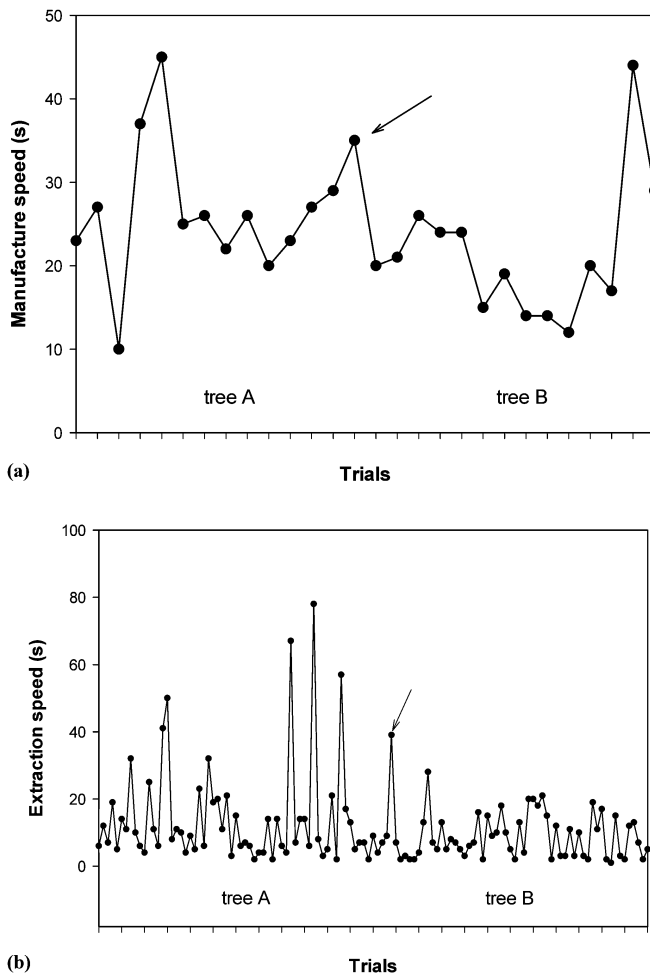 50
40
30
20
10
0
Manufacture speed (s)
tree A tree B
(a) Trials
100
80
60
40
20
0
Extraction speed (s)
tree A tree B
(b) Trials